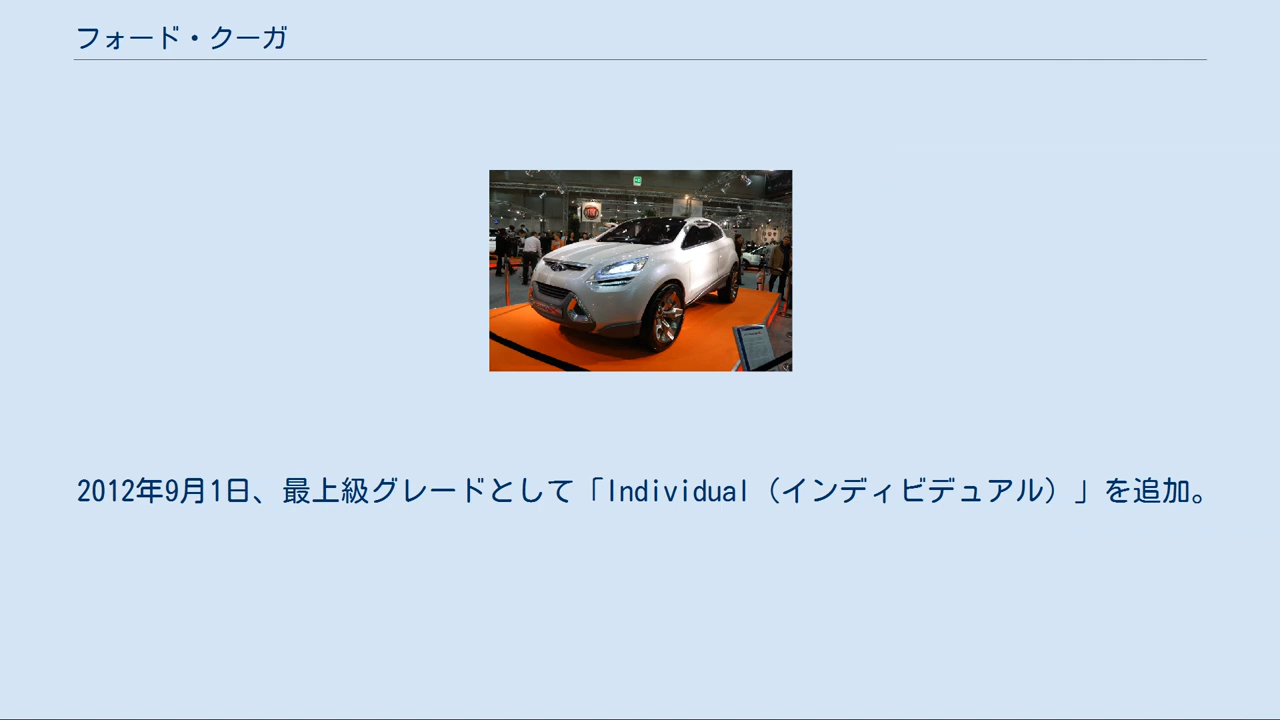 フォード・クーガ
2012年9月1日、最上級グレードとして「Individual（インディビデュアル）」を追加。